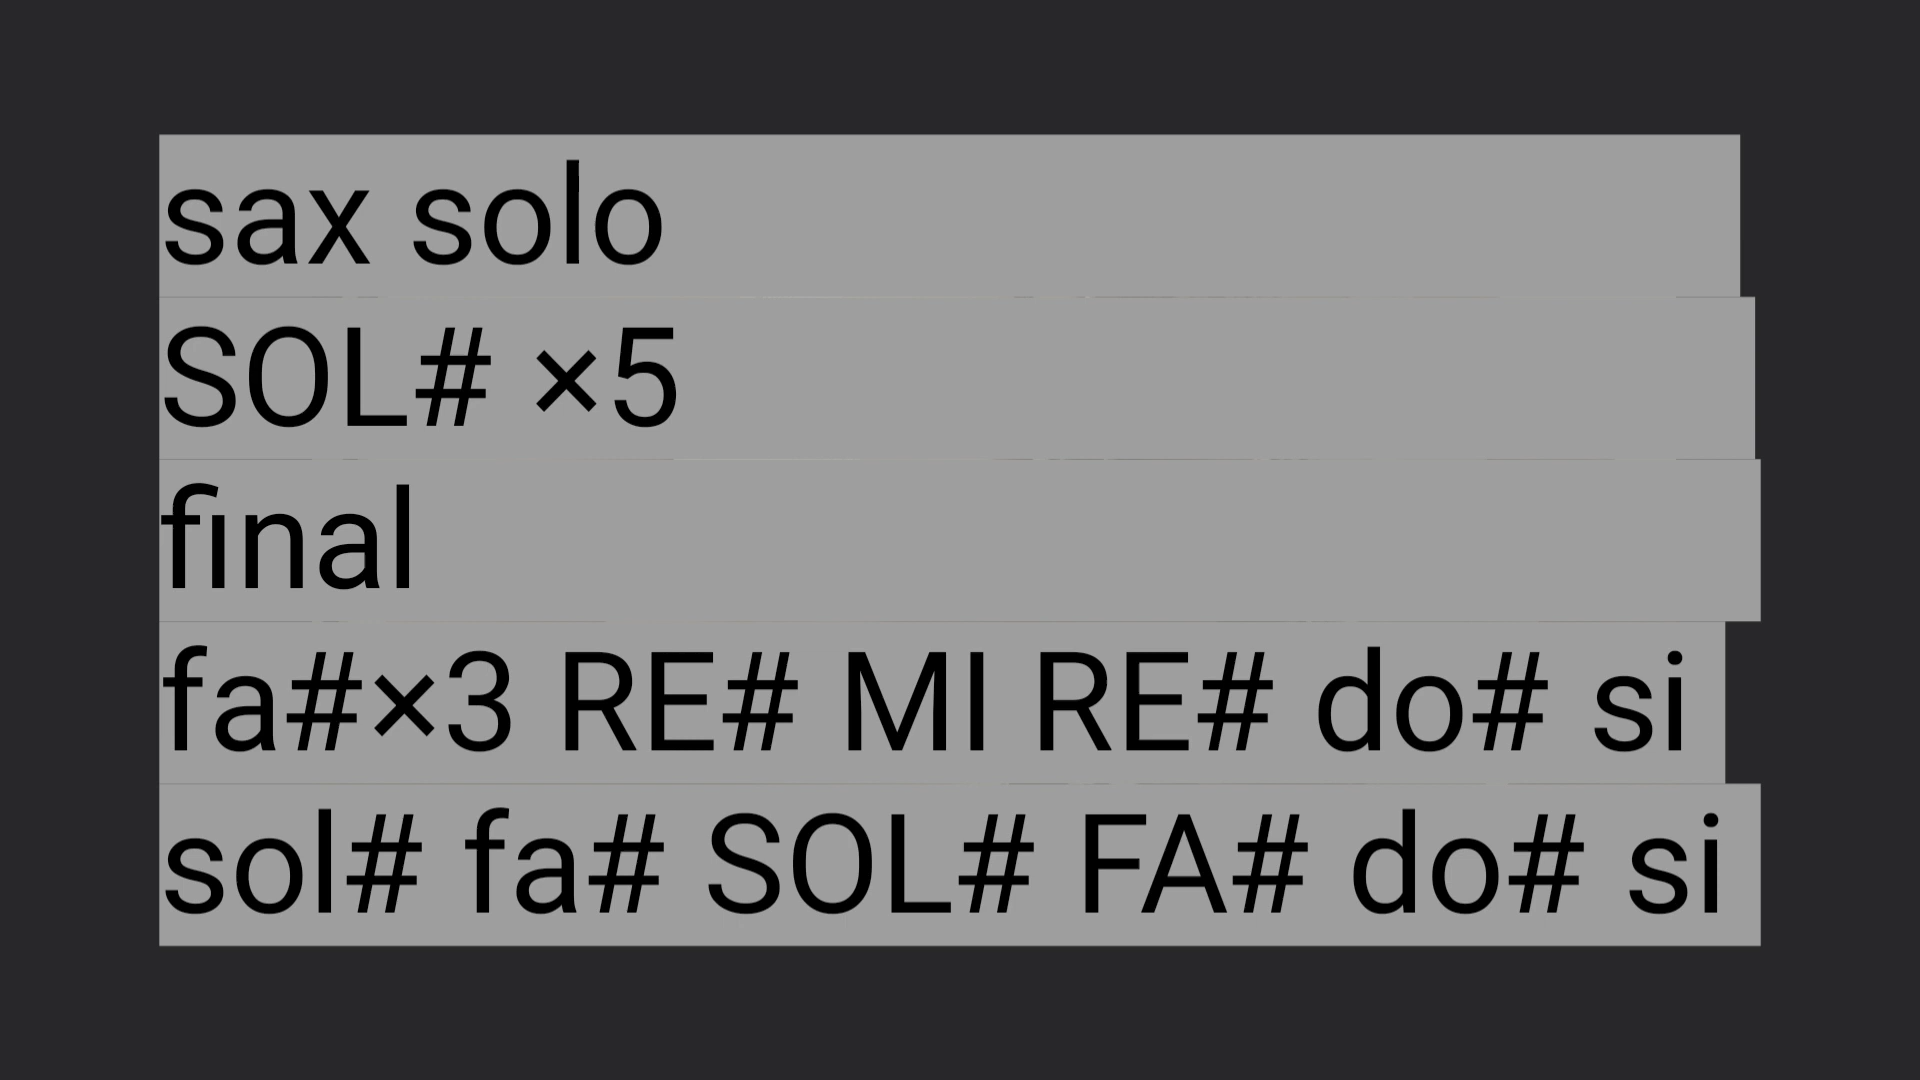 sax solo
SOL# ×5
final
fa#×3 RE# MI RE# do# si
sol# fa# SOL# FA# do# si